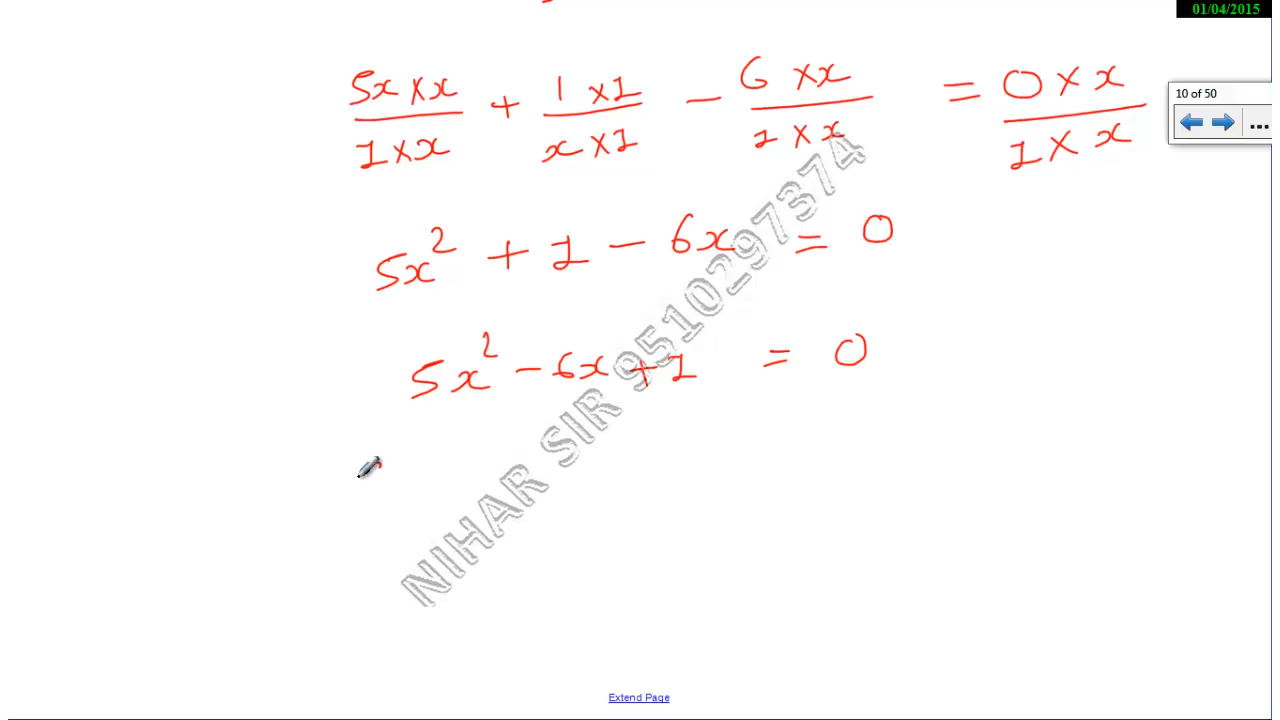 01/04/2015
10 of 50
...
5x × x / 1 × x + 1 × 1 / x × 1 - 6 × x / 1 × x = 0 × x / 1 × x
5x² + 1 - 6x = 0
5x² - 6x + 1 = 0
NIHAR SIR 9510297374
Extend Page